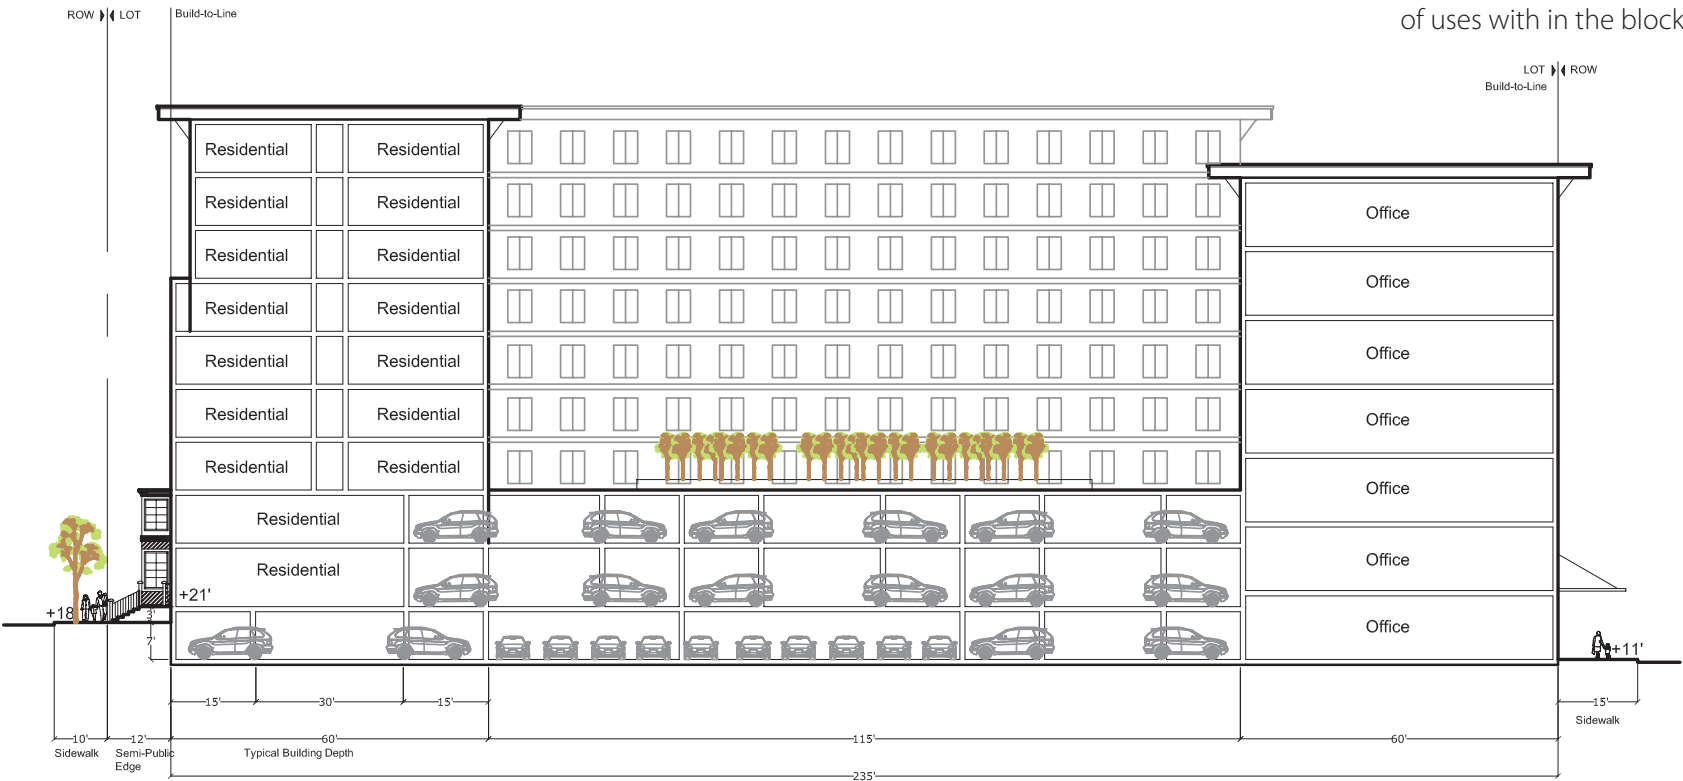 of uses with in the block
ROW LOT
Build-to-Line
LOT ROW
Build-to-Line
Residential Residential
Residential Residential
Residential Residential
Residential Residential
Residential Residential
Residential Residential
Residential Residential
Residential
Residential
Office
Office
Office
Office
Office
Office
Office
+18
+21'
3'
7'
+11'
15' 30' 15'
15'
Sidewalk
10' 12' 60' 115' 60'
Sidewalk Semi-Public Edge Typical Building Depth
235'